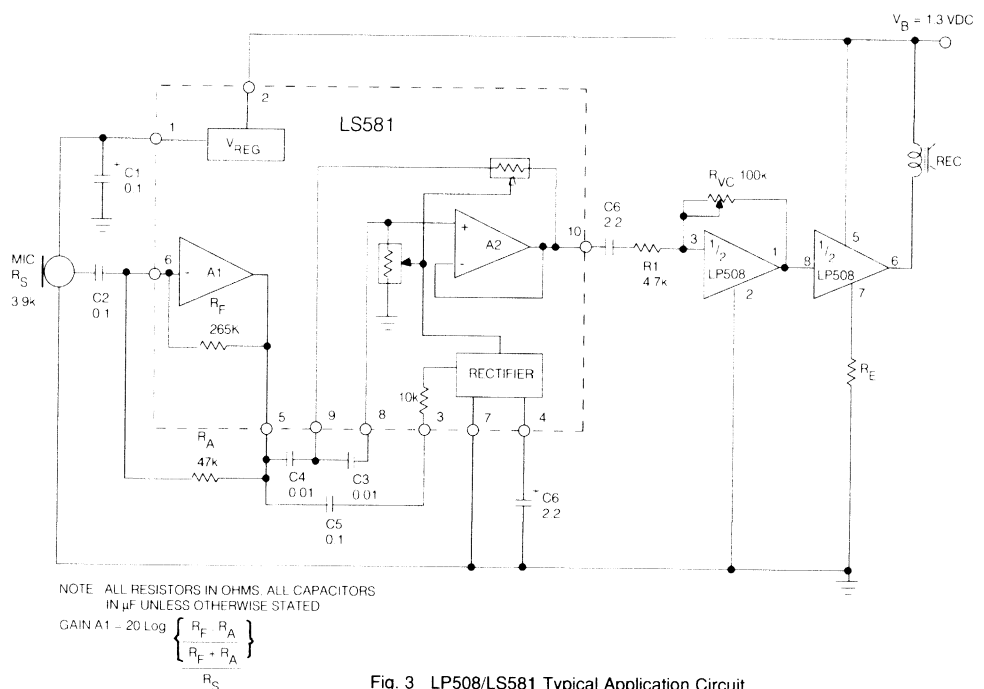 V_B = 1.3 VDC
2
LS581
1
V_REG
+
C1
0.1
REC
R_VC 100k
C6
2.2
10
+
A2
-
3
1/2
LP508
1
5
1/2
LP508
8
6
7
2
R1
4.7k
MIC
R_S
3.9k
C2
0.1
6
-
A1
R_F
265K
RECTIFIER
10k
R_E
5
9
8
3
7
4
R_A
47k
C4
0.01
C3
0.01
C5
0.1
+
C6
2.2
NOTE ALL RESISTORS IN OHMS, ALL CAPACITORS
IN µF UNLESS OTHERWISE STATED
GAIN A1 = 20 Log { R_F R_A / R_F + R_A } / R_S
Fig. 3 LP508/LS581 Typical Application Circuit